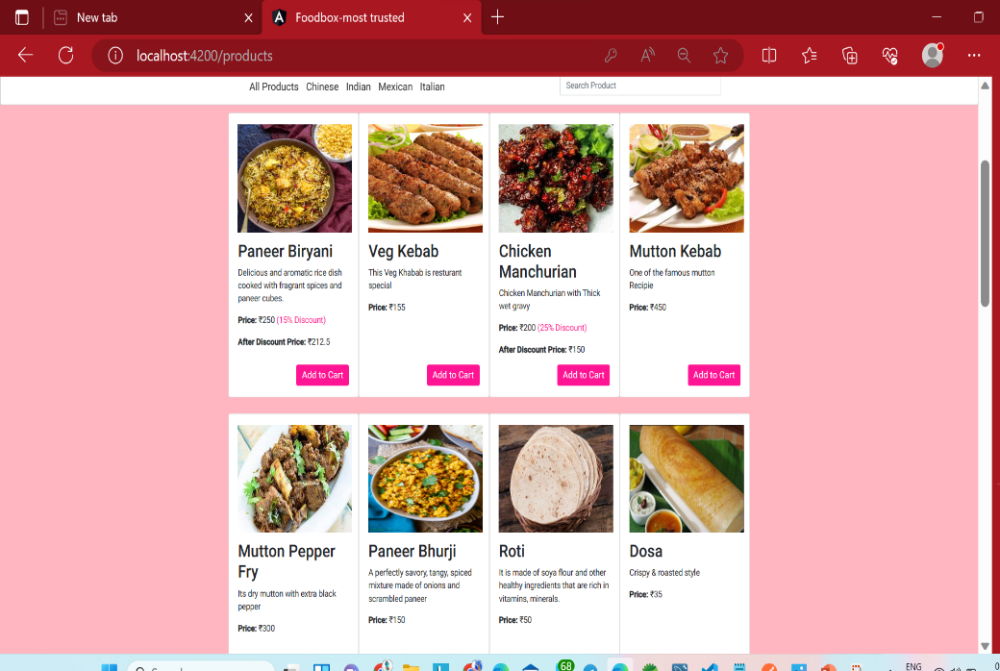 New tab
Foodbox-most trusted
localhost:4200/products
All Products Chinese Indian Mexican Italian
Search Product
Paneer Biryani
Delicious and aromatic rice dish
cooked with fragrant spices and
paneer cubes.
Price: ₹250 (15% Discount)
After Discount Price: ₹212.5
Add to Cart
Veg Kebab
This Veg Khabab is resturant
special
Price: ₹155
Add to Cart
Chicken
Manchurian
Chicken Manchurian with Thick
wet gravy
Price: ₹200 (25% Discount)
After Discount Price: ₹150
Add to Cart
Mutton Kebab
One of the famous mutton
Recipie
Price: ₹450
Add to Cart
Mutton Pepper
Fry
Its dry mutton with extra black
pepper
Price: ₹300
Paneer Bhurji
A perfectly savory, tangy, spiced
mixture made of onions and
scrambled paneer
Price: ₹150
Roti
It is made of soya flour and other
healthy ingredients that are rich in
vitamins, minerals.
Price: ₹50
Dosa
Crispy & roasted style
Price: ₹35
68
ENG